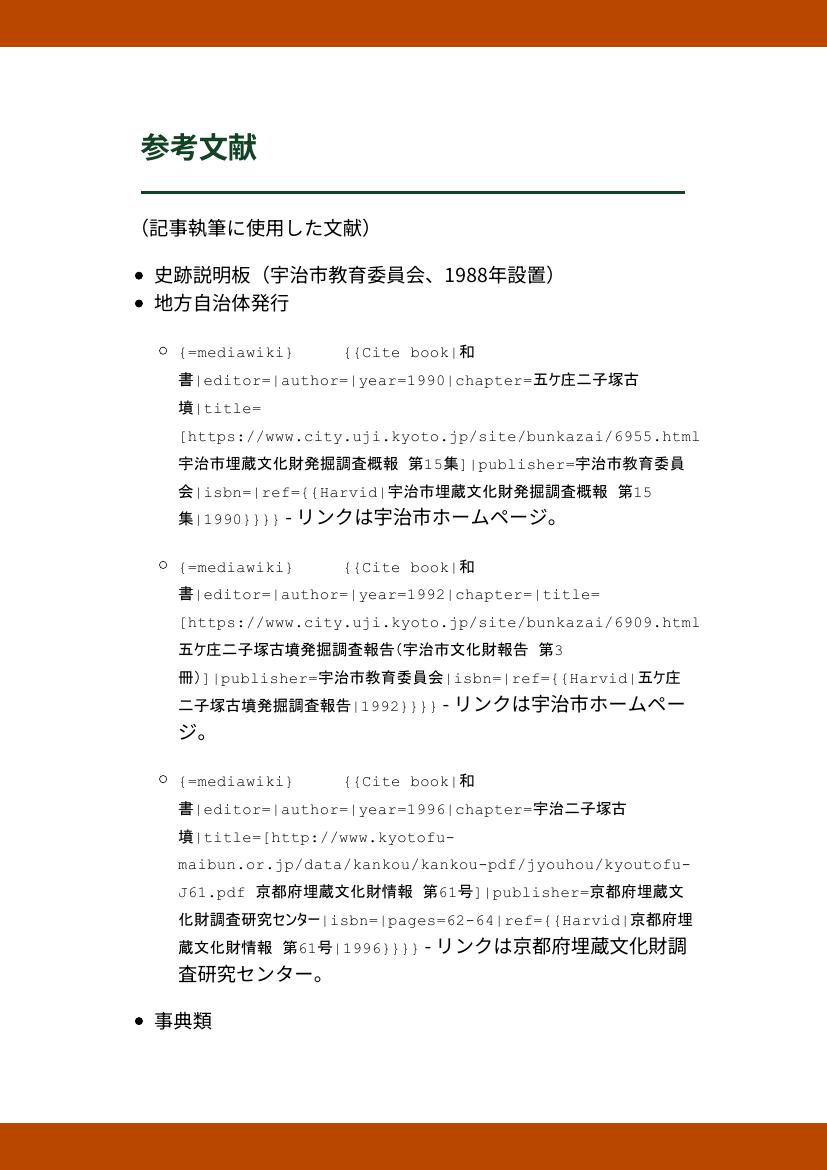 参考文献
（記事執筆に使用した文献）
● 史跡説明板（宇治市教育委員会、1988年設置）
● 地方自治体発行
○ {=mediawiki}     {{Cite book|和
書|editor=|author=|year=1990|chapter=五ケ庄二子塚古
墳|title=
[https://www.city.uji.kyoto.jp/site/bunkazai/6955.html
宇治市埋蔵文化財発掘調査概報 第15集]|publisher=宇治市教育委員
会|isbn=|ref={{Harvid|宇治市埋蔵文化財発掘調査概報 第15
集|1990}}}} - リンクは宇治市ホームページ。
○ {=mediawiki}     {{Cite book|和
書|editor=|author=|year=1992|chapter=|title=
[https://www.city.uji.kyoto.jp/site/bunkazai/6909.html
五ケ庄二子塚古墳発掘調査報告(宇治市文化財報告 第3
冊)]|publisher=宇治市教育委員会|isbn=|ref={{Harvid|五ケ庄
二子塚古墳発掘調査報告|1992}}}} - リンクは宇治市ホームペー
ジ。
○ {=mediawiki}     {{Cite book|和
書|editor=|author=|year=1996|chapter=宇治二子塚古
墳|title=[http://www.kyotofu-
maibun.or.jp/data/kankou/kankou-pdf/jyouhou/kyoutofu-
J61.pdf 京都府埋蔵文化財情報 第61号]|publisher=京都府埋蔵文
化財調査研究センター|isbn=|pages=62-64|ref={{Harvid|京都府埋
蔵文化財情報 第61号|1996}}}} - リンクは京都府埋蔵文化財調
査研究センター。
● 事典類